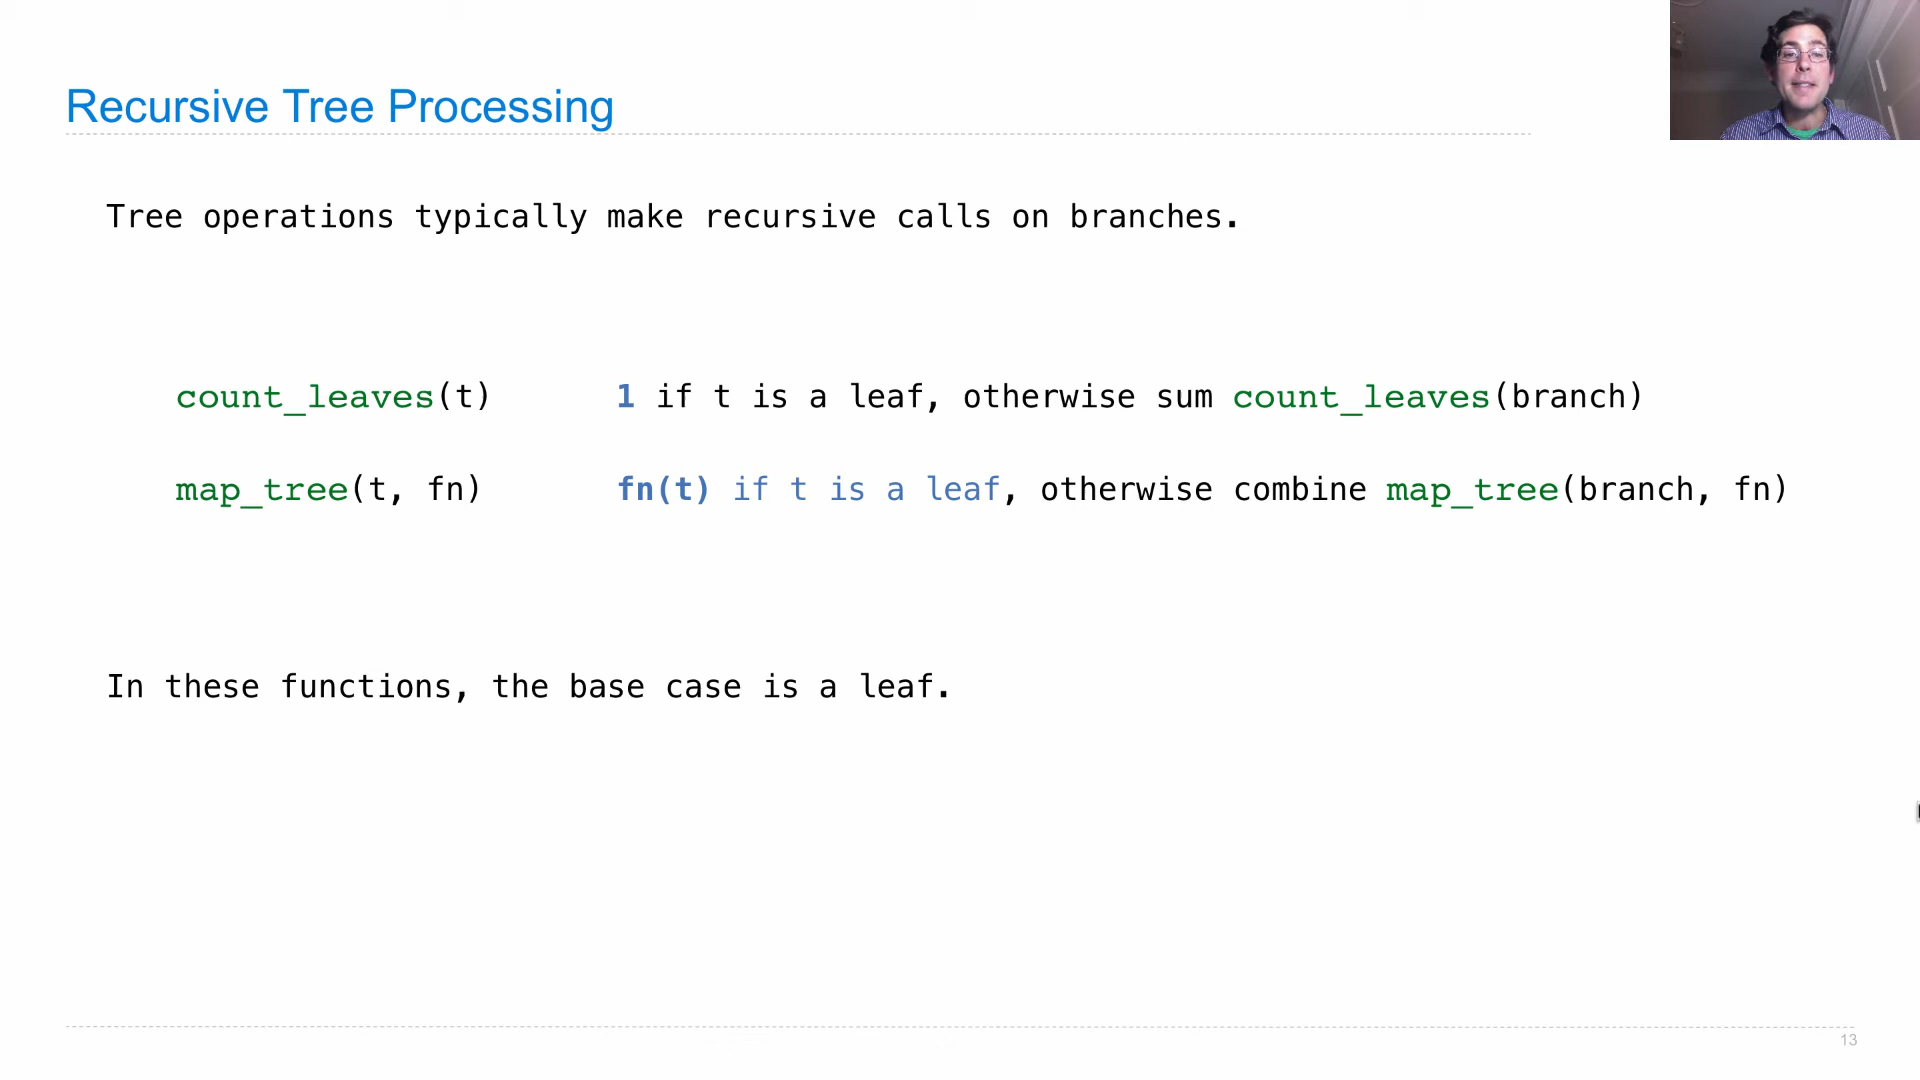 Recursive Tree Processing
Tree operations typically make recursive calls on branches.
count_leaves(t) 1 if t is a leaf, otherwise sum count_leaves(branch)
map_tree(t, fn) fn(t) if t is a leaf, otherwise combine map_tree(branch, fn)
In these functions, the base case is a leaf.
13